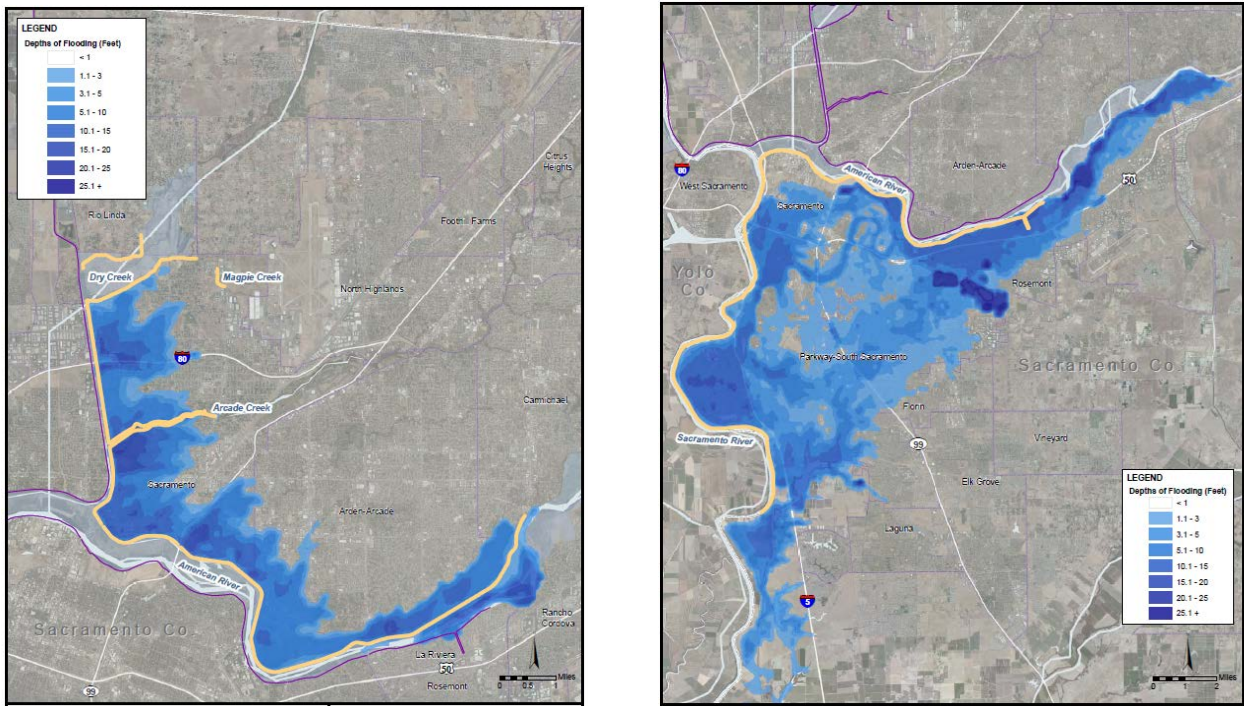 LEGEND
Depths of Flooding (Feet)
< 1
1.1 - 3
3.1 - 5
5.1 - 10
10.1 - 15
15.1 - 20
20.1 - 25
25.1 +
Citrus
Heights
Rio Linda
Foothill Farms
Dry Creek
Magpie Creek
North Highlands
80
Carmichael
Arcade Creek
Sacramento
Arden-Arcade
American River
Rancho
Cordova
Sacramento Co
La Riviera
50
Rosemont
99
0 0.5 1
Miles
80
West Sacramento
American River
Arden-Arcade
50
Sacramento
Yolo
Co
Rosemont
Parkway-South Sacramento
Sacramento Co
Florin
99
Vineyard
Sacramento River
Elk Grove
Laguna
5
LEGEND
Depths of Flooding (Feet)
< 1
1.1 - 3
3.1 - 5
5.1 - 10
10.1 - 15
15.1 - 20
20.1 - 25
25.1 +
0 1 2
Miles